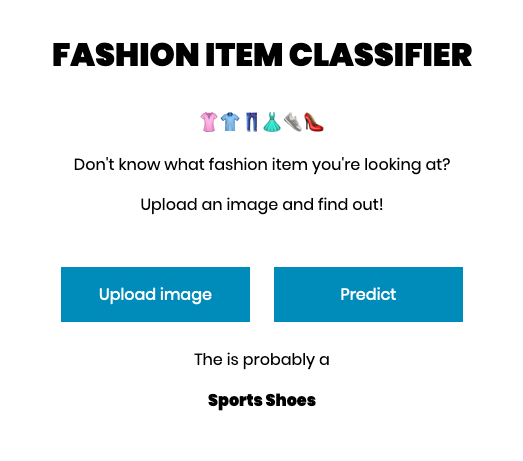 FASHION ITEM CLASSIFIER
👚👕👖👗👟👠
Don't know what fashion item you're looking at?
Upload an image and find out!
Upload image
Predict
The is probably a
Sports Shoes